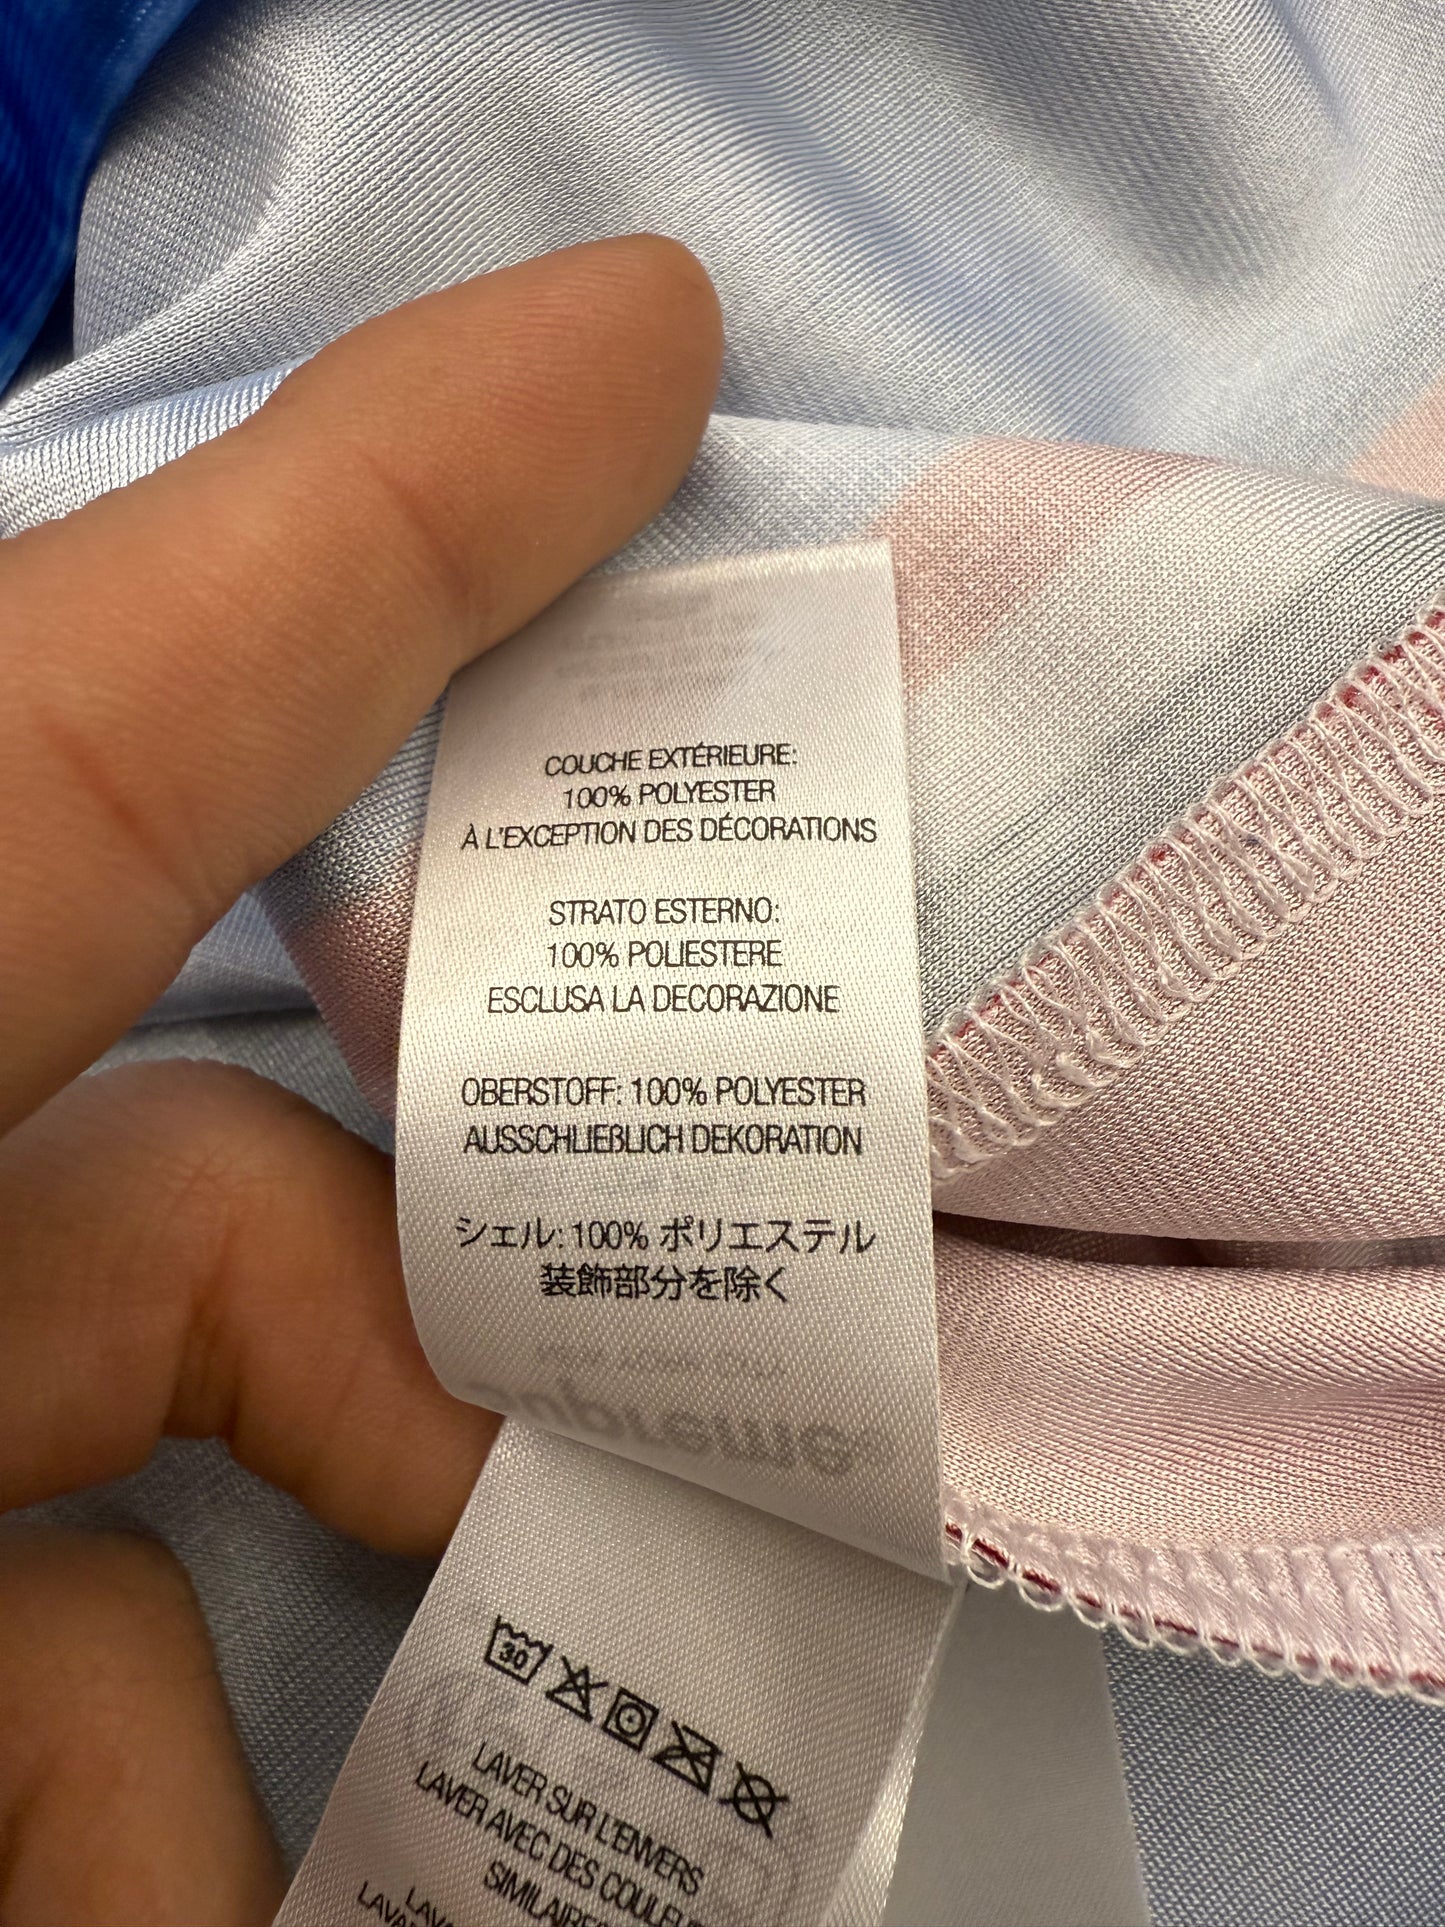 COUCHE EXTÉRIEURE:
100% POLYESTER
À L'EXCEPTION DES DÉCORATIONS
STRATO ESTERNO:
100% POLIESTERE
ESCLUSA LA DECORAZIONE
OBERSTOFF: 100% POLYESTER
AUSSCHLIEßLICH DEKORATION
シェル: 100% ポリエステル
装飾部分を除く
30
LAVER SUR L'ENVERS
LAVER AVEC DES COULEU
SIMILAIRES